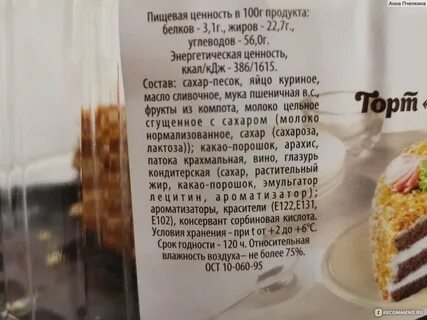 Анна Пчелкина
Пищевая ценность в 100г продукта:
белков - 3,1г., жиров - 22,7г.,
углеводов - 56,0г.
Энергетическая ценность,
ккал/кДж - 386/1615.
Состав: сахар-песок, яйцо куриное,
масло сливочное, мука пшеничная в.с.,
фрукты из компота, молоко цельное
сгущенное с сахаром (молоко
нормализованное, сахар (сахароза,
лактоза)); какао-порошок, арахис,
патока крахмальная, вино, глазурь
кондитерская (сахар, растительный
жир, какао-порошок, эмульгатор
лецитин, ароматизатор);
ароматизаторы, красители (Е122,Е131,
Е102), консервант сорбиновая кислота.
Условия хранения - при t от +2 до +6°С.
Срок годности - 120 ч. Относительная
влажность воздуха– не более 75%.
ОСТ 10-060-95
Торт «
RECOMMEND.RU